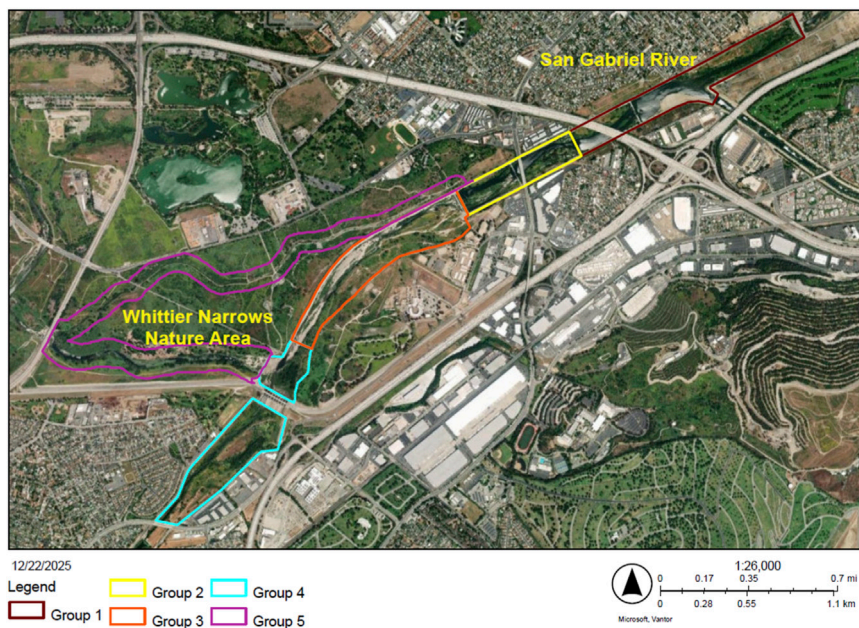 San Gabriel River
Whittier Narrows
Nature Area
12/22/2025
Legend
Group 1
Group 2
Group 3
Group 4
Group 5
1:26,000
0 0.17 0.35 0.7 mi
0 0.28 0.55 1.1 km
Microsoft, Vantor